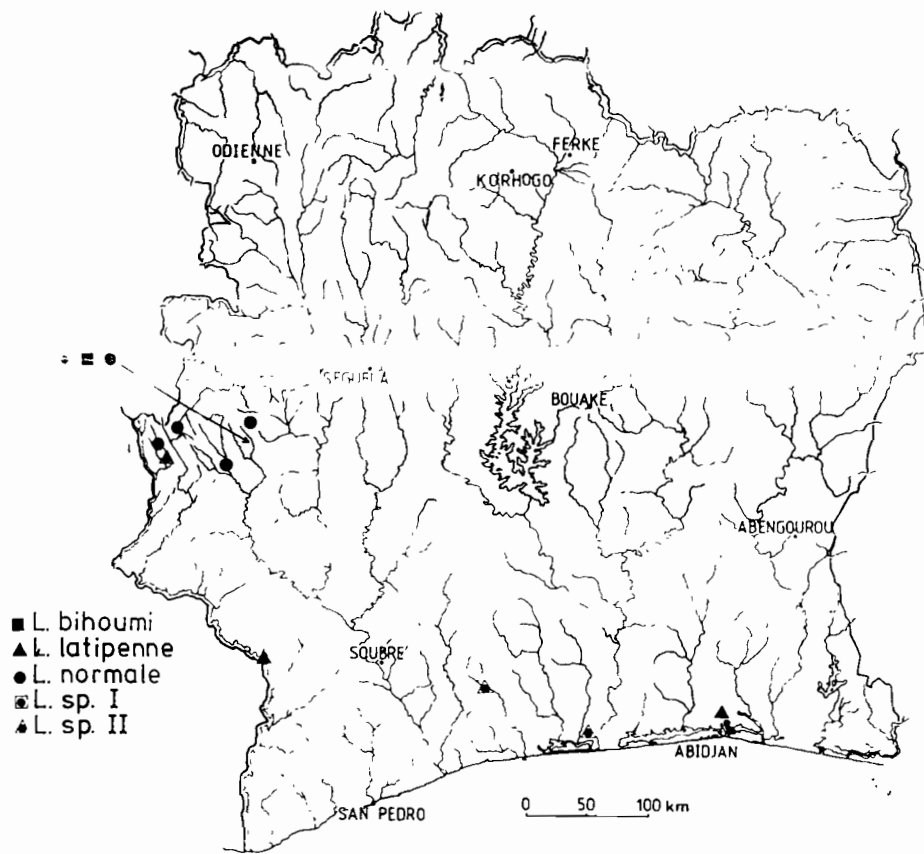 ODIENNE
FERKE
KORHOGO
SEGUELA
BOUAKE
ABENGOUROU
L. bihoumi
L. latipenne
L. normale
L. sp. I
L. sp. II
SOUBRE
ABIDJAN
SAN PEDRO
0 50 100 km